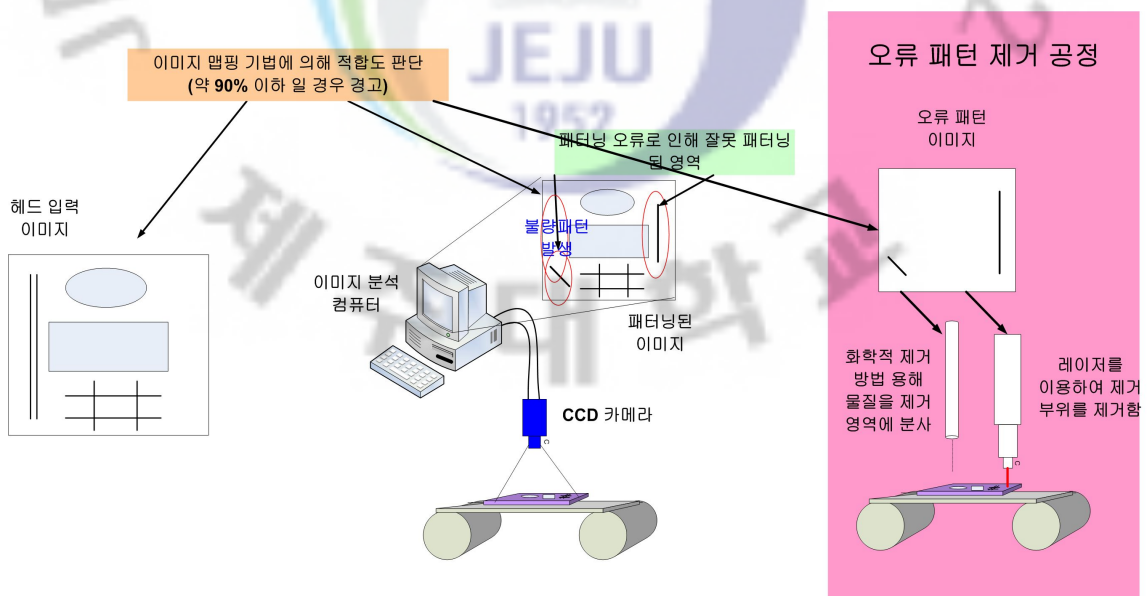 JEJU
1952
제주대학교
이미지 맵핑 기법에 의해 적합도 판단
(약 90% 이하 일 경우 경고)
오류 패턴 제거 공정
오류 패턴
이미지
패터닝 오류로 인해 잘못 패터닝
된 영역
헤드 입력
이미지
불량패턴
발생
이미지 분석
컴퓨터
패터닝된
이미지
CCD 카메라
C
화학적 제거
방법 용해
물질을 제거
영역에 분사
레이저를
이용하여 제거
부위를 제거함
C